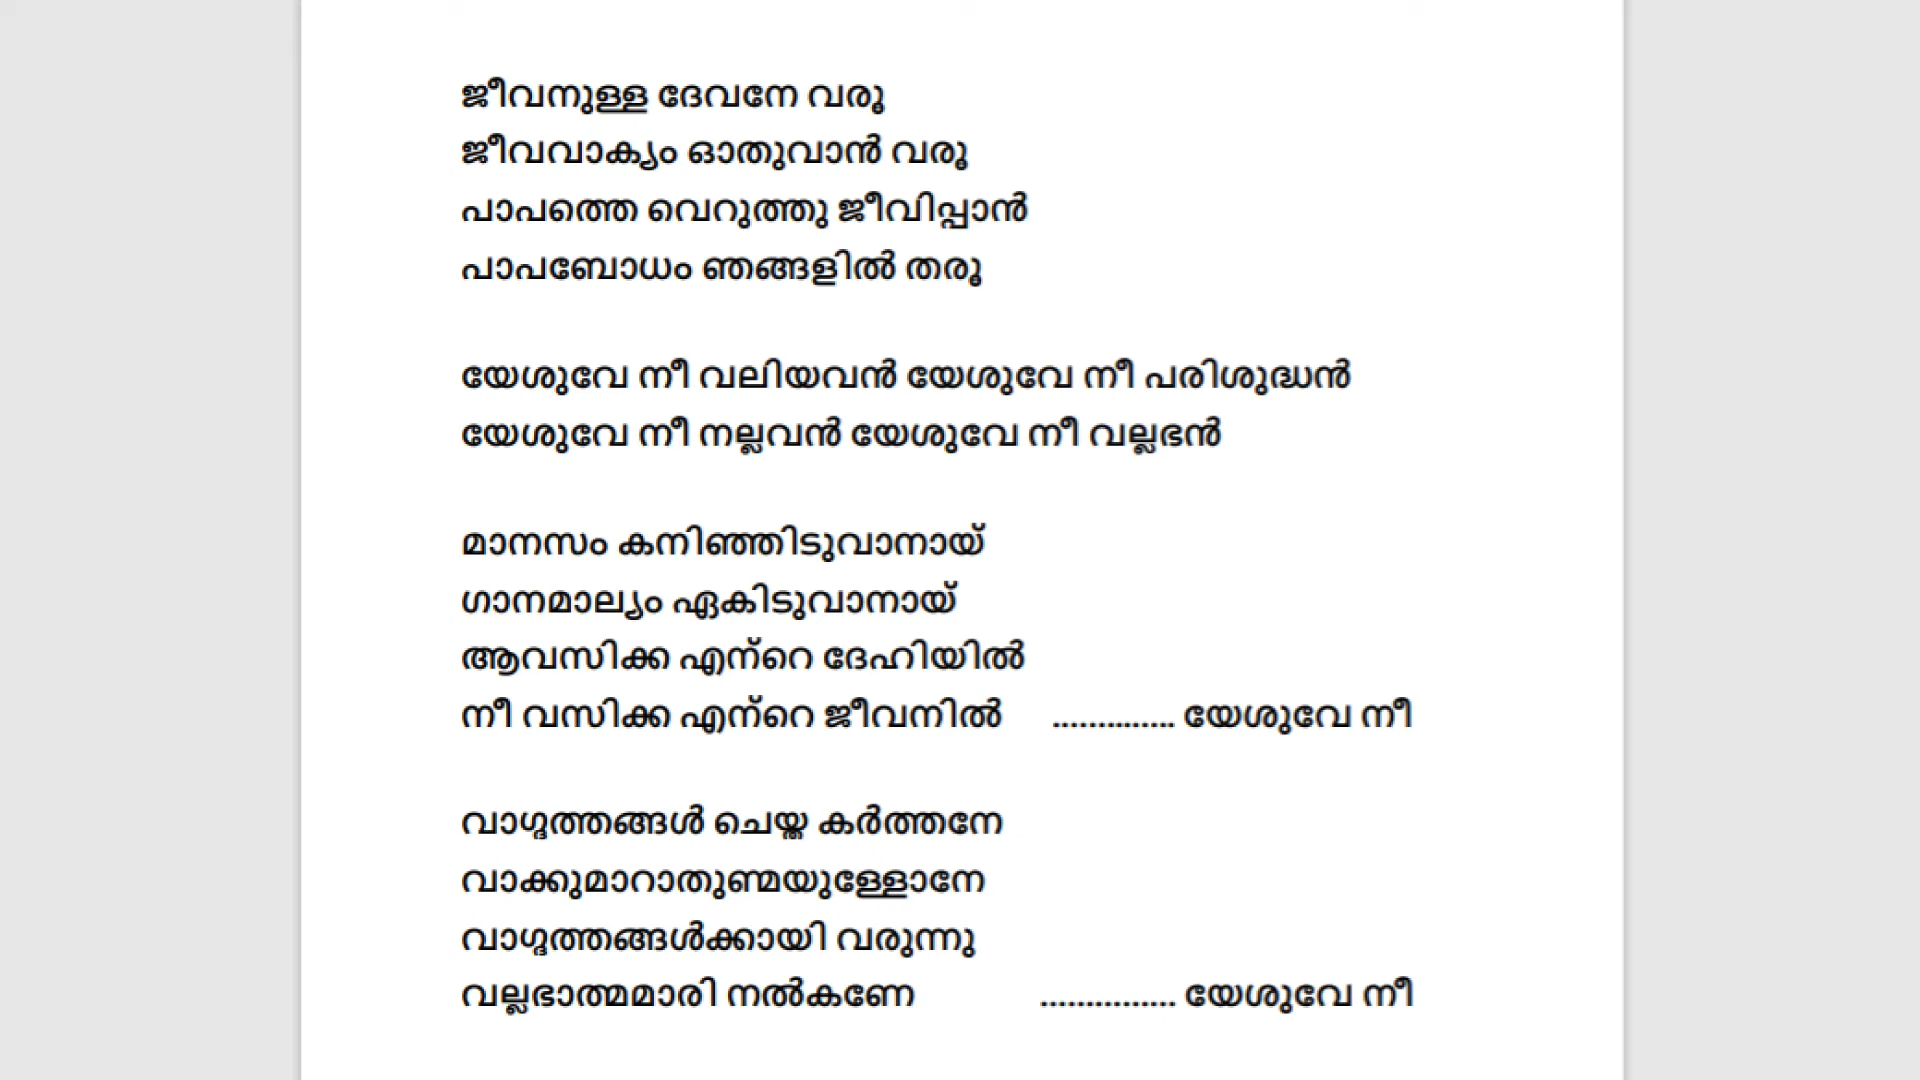 ജീവനുള്ള ദേവനേ വരൂ
ജീവവാക്യം ഓതുവാൻ വരൂ
പാപത്തെ വെറുത്തു ജീവിപ്പാൻ
പാപബോധം ഞങ്ങളിൽ തരൂ
യേശുവേ നീ വലിയവൻ യേശുവേ നീ പരിശുദ്ധൻ
യേശുവേ നീ നല്ലവൻ യേശുവേ നീ വല്ലഭൻ
മാനസം കനിഞ്ഞിടുവാനായ്
ഗാനമാല്യം ഏകിടുവാനായ്
ആവസിക്ക എന്റെ ദേഹിയിൽ
നീ വസിക്ക എന്റെ ജീവനിൽ .............. യേശുവേ നീ
വാഗ്ദത്തങ്ങൾ ചെയ്ത കർത്തനേ
വാക്കുമാറാതുണ്മയുള്ളോനേ
വാഗ്ദത്തങ്ങൾക്കായി വരുന്നു
വല്ലഭാത്മമാരി നൽകണേ ............... യേശുവേ നീ